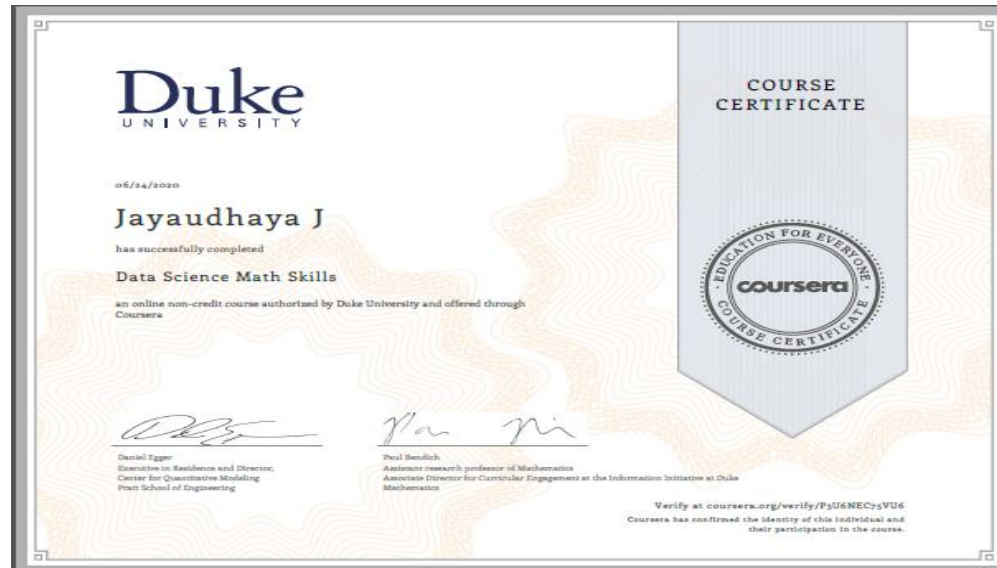 Duke
UNIVERSITY
06/24/2020
Jayaudhaya J
has successfully completed
Data Science Math Skills
an online non-credit course authorized by Duke University and offered through
Coursera
Daniel Egger
Executive in Residence and Director,
Center for Quantitative Modeling
Pratt School of Engineering
Paul Bendich
Assistant research professor of Mathematics
Associate Director for Curricular Engagement at the Information Initiative at Duke
Mathematics
COURSE
CERTIFICATE
EDUCATION FOR EVERYONE
coursera
COURSE CERTIFICATE
Verify at coursera.org/verify/P3U6NEC75VU6
Coursera has confirmed the identity of this individual and
their participation in the course.